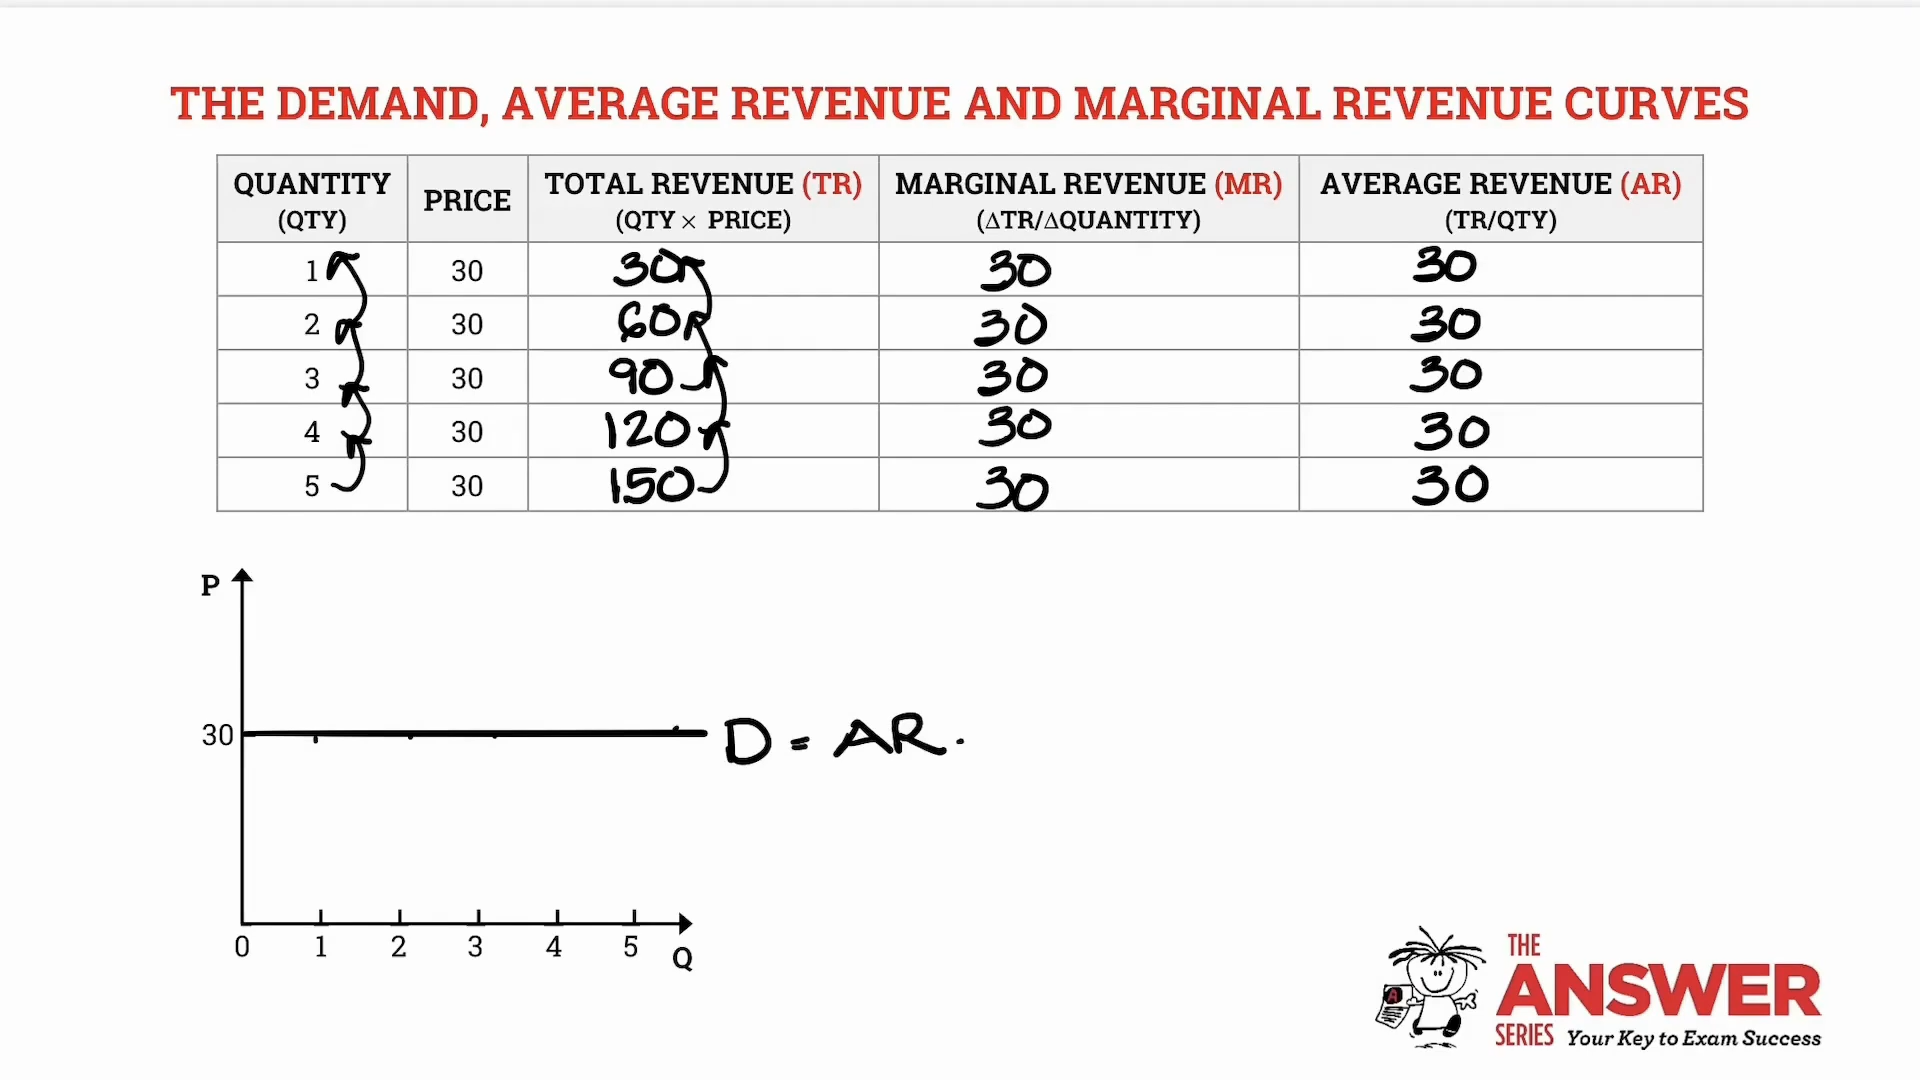 THE DEMAND, AVERAGE REVENUE AND MARGINAL REVENUE CURVES
QUANTITY (QTY) PRICE TOTAL REVENUE (TR) (QTY × PRICE) MARGINAL REVENUE (MR) (ΔTR/ΔQUANTITY) AVERAGE REVENUE (AR) (TR/QTY)
1 30 30 30 30
2 30 60 30 30
3 30 90 30 30
4 30 120 30 30
5 30 150 30 30
P
30 D = AR.
0 1 2 3 4 5
Q
THE
ANSWER
SERIES Your Key to Exam Success